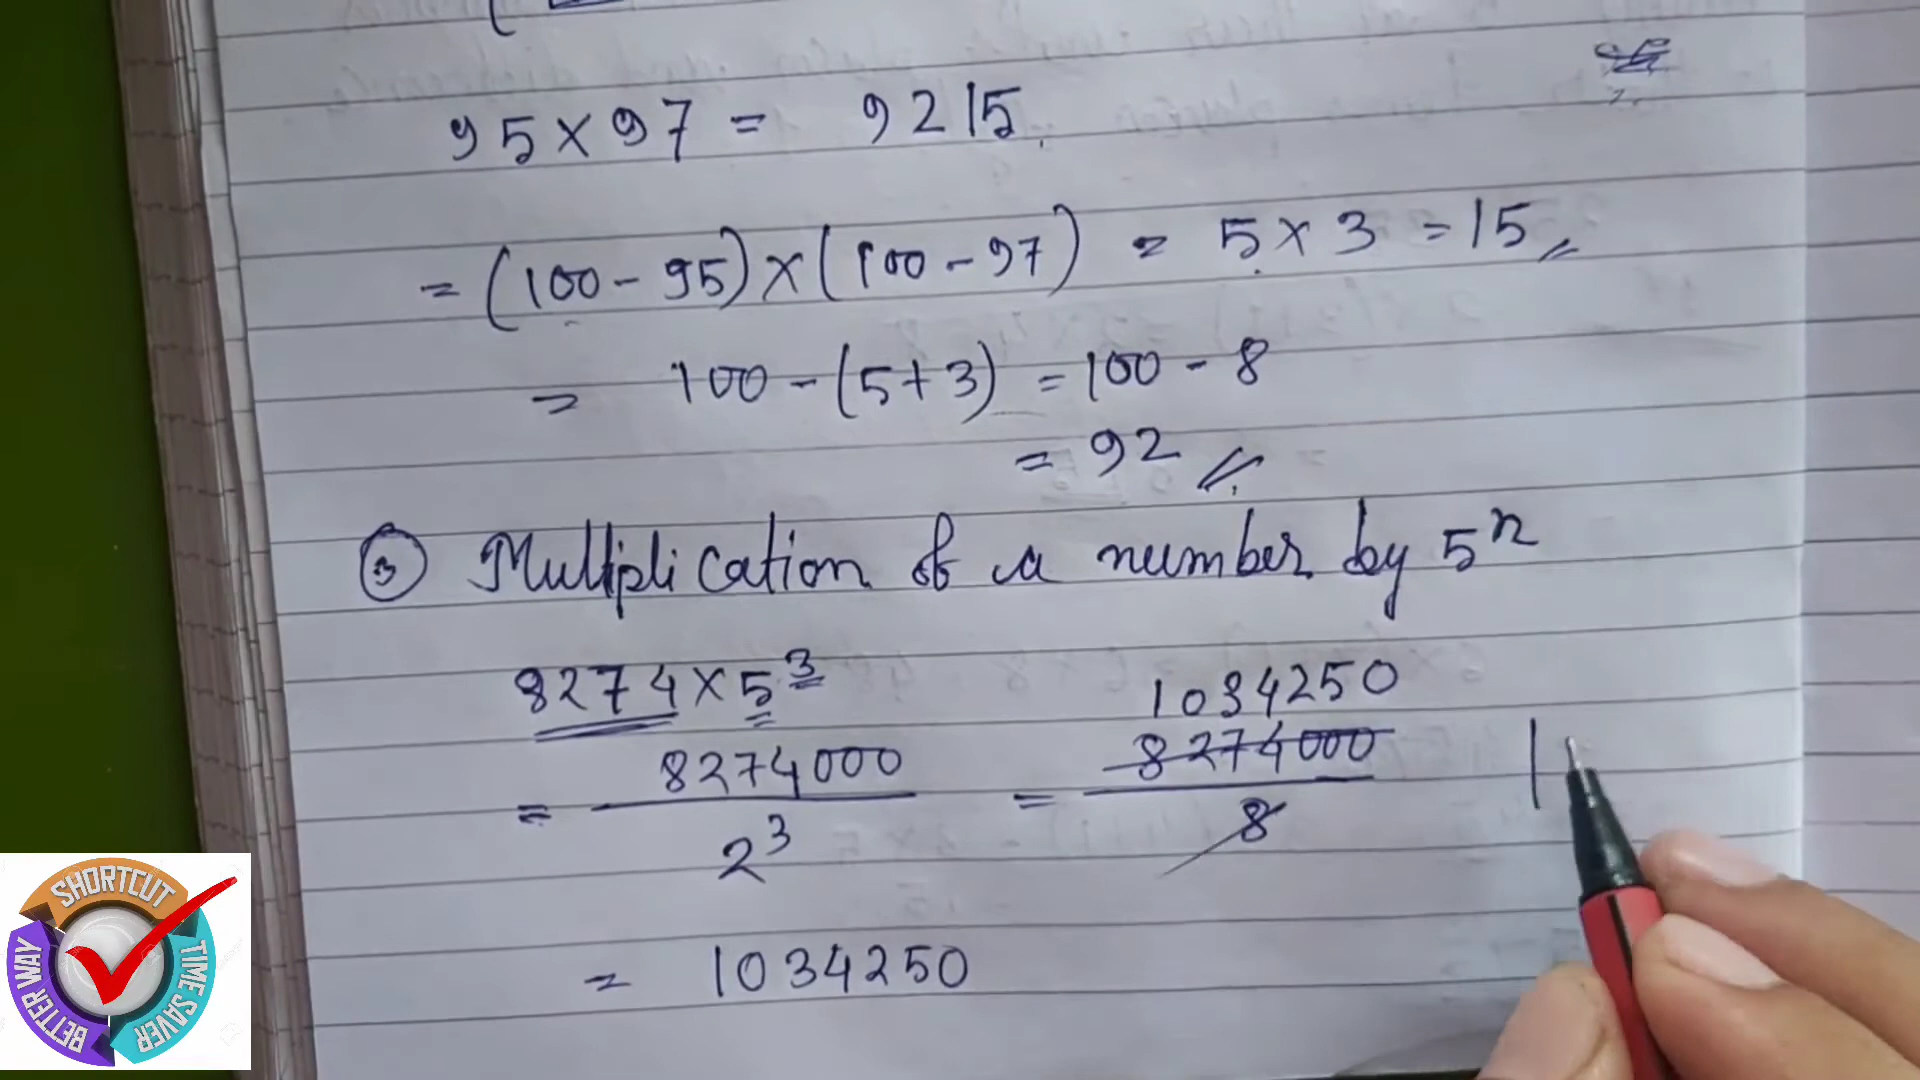 95 × 97 = 9215
= (100 - 95) × (100 - 97) = 5 × 3 = 15
= 100 - (5+3) = 100 - 8
= 92
③ Multiplication of a number by 5ⁿ
8274 × 5³
= 8274000 / 2³ = 8274000 / 8 1034250
= 1034250
SHORTCUT
TIME SAVER
BETTER WAY